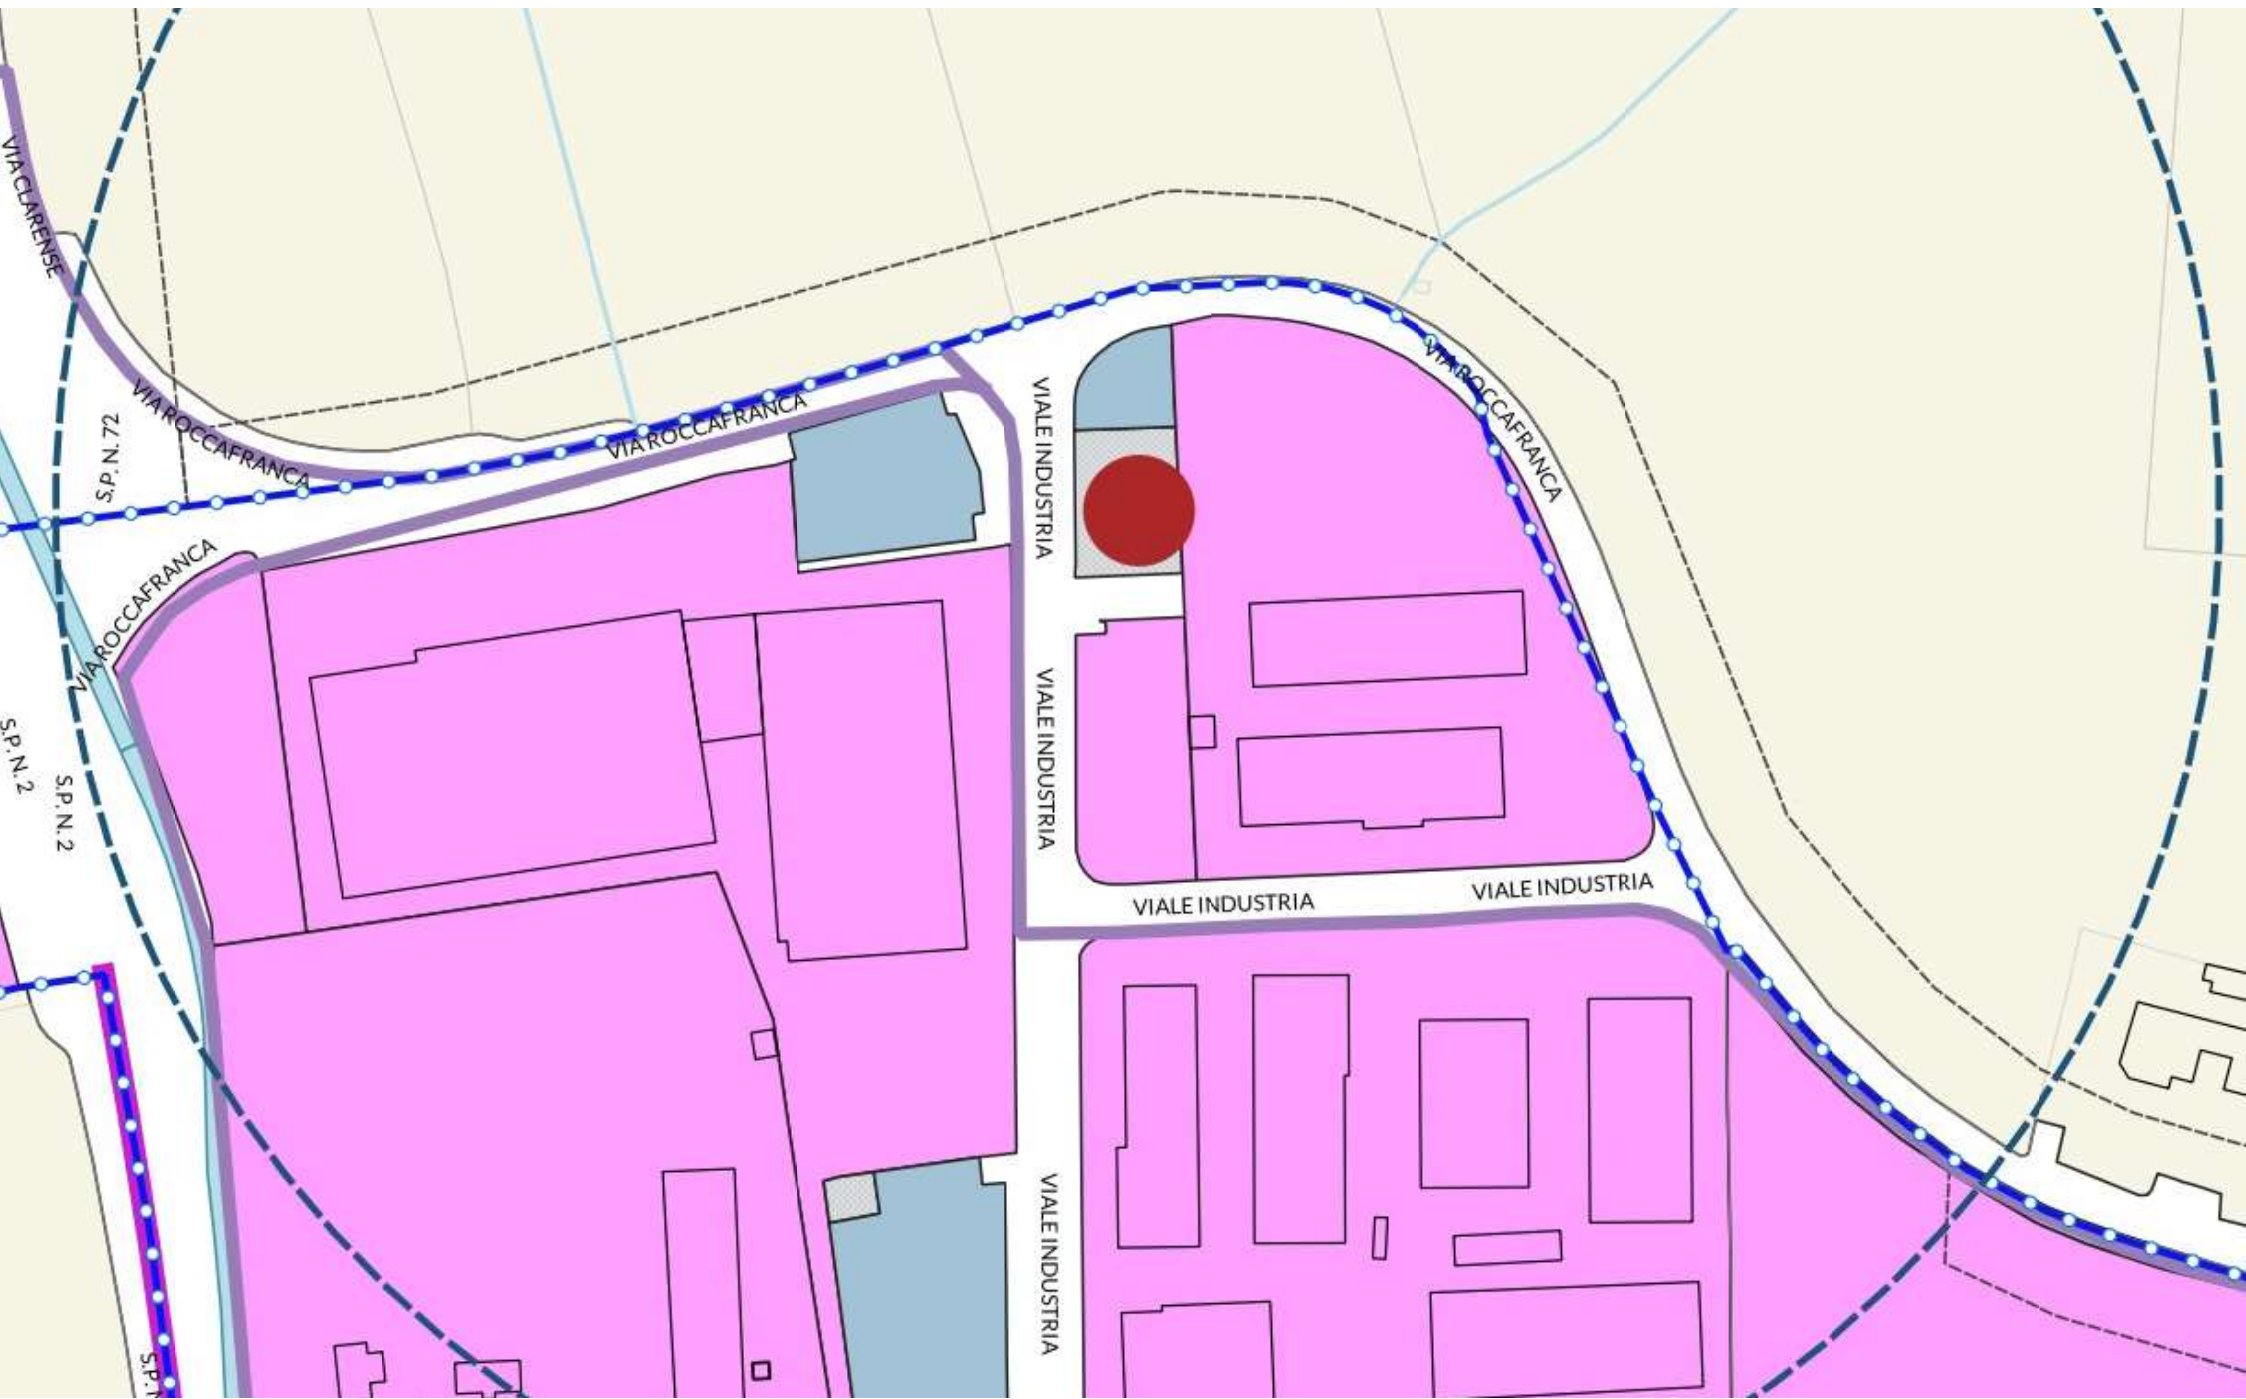 VIA CLARENSE
VIA ROCCAFRANCA
S.P. N. 72
VIA ROCCAFRANCA
VIA ROCCAFRANCA
VIALE INDUSTRIA
VIA ROCCAFRANCA
VIALE INDUSTRIA
S.P. N. 2
S.P. N. 2
VIALE INDUSTRIA
VIALE INDUSTRIA
VIALE INDUSTRIA
S.P. N